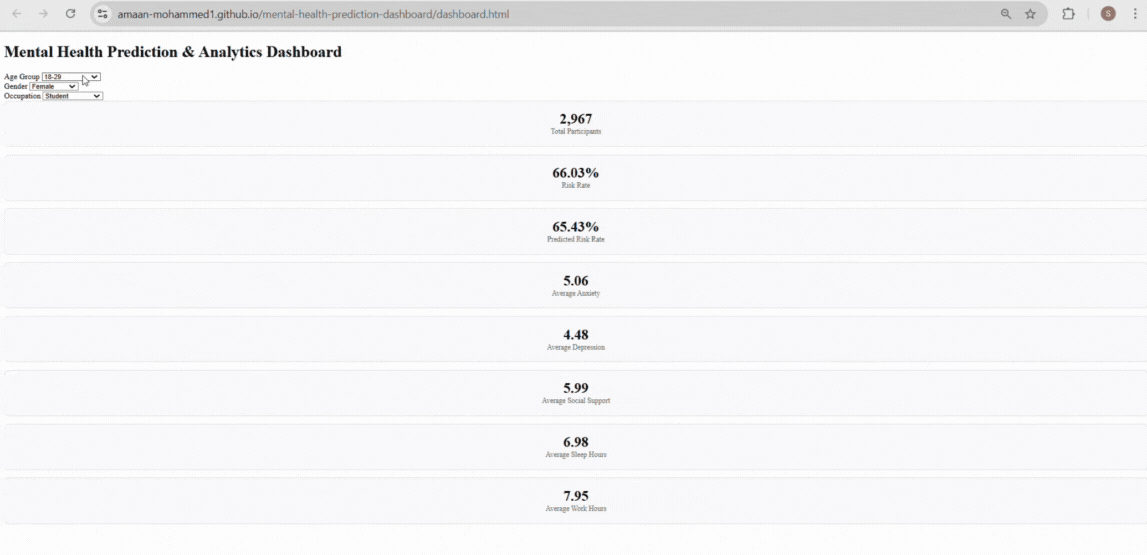 amaan-mohammed1.github.io/mental-health-prediction-dashboard/dashboard.html
S
Mental Health Prediction & Analytics Dashboard
Age Group 18-29
Gender Female
Occupation Student
2,967
Total Participants
66.03%
Risk Rate
65.43%
Predicted Risk Rate
5.06
Average Anxiety
4.48
Average Depression
5.99
Average Social Support
6.98
Average Sleep Hours
7.95
Average Work Hours